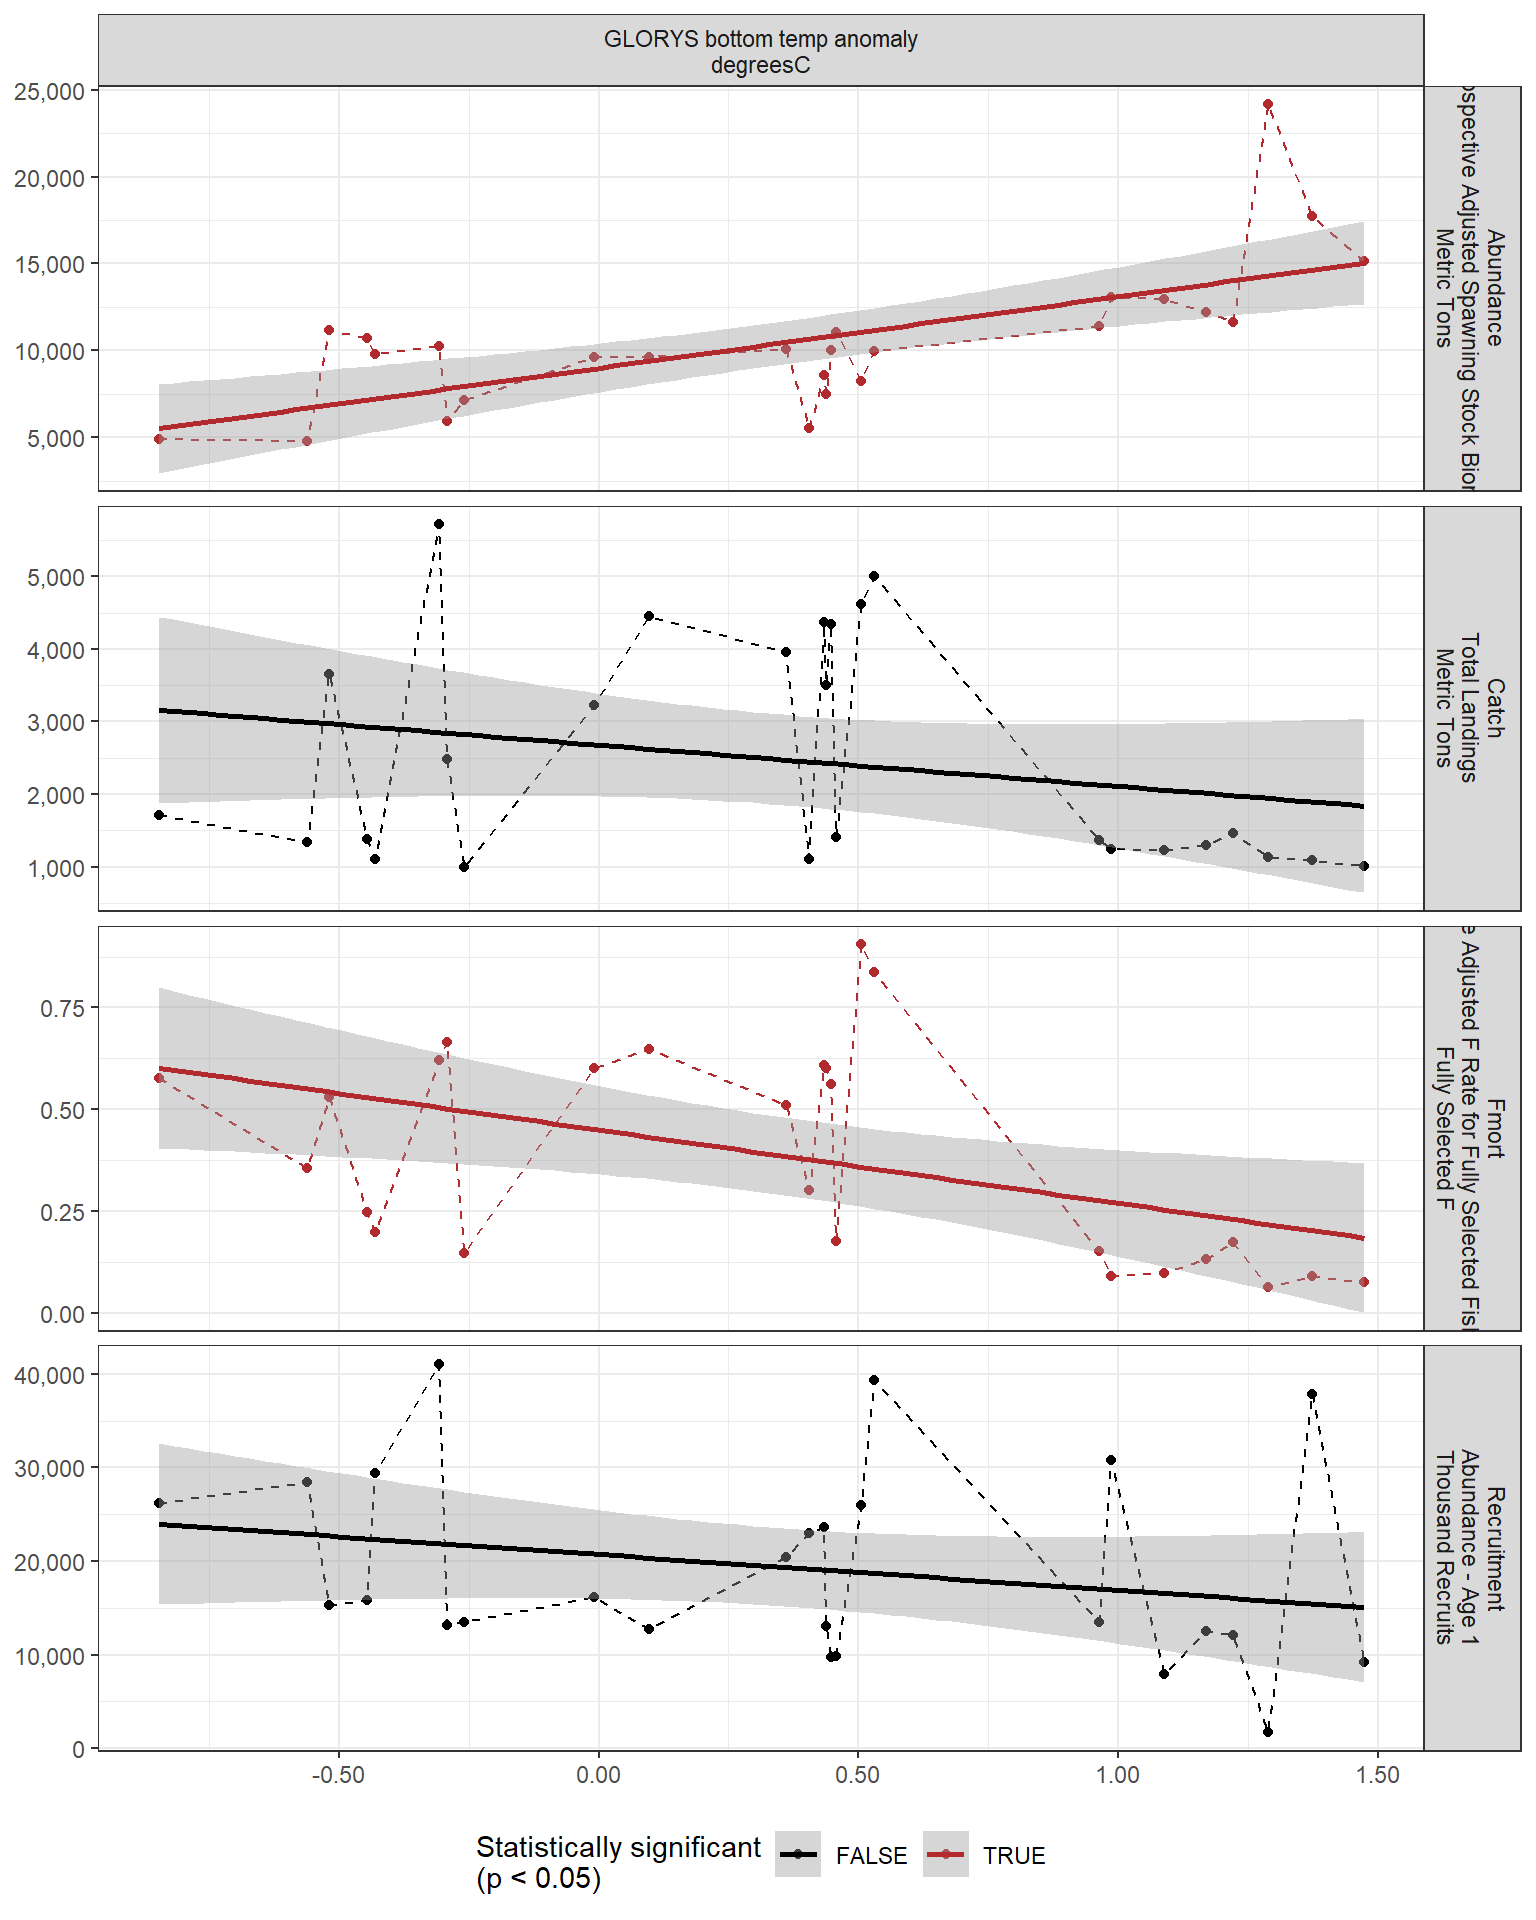 GLORYS bottom temp anomaly
degreesC
25,000
20,000
15,000
10,000
5,000
Abundance
Adjusted Spawning Stock
Metric Tons
5,000
4,000
3,000
2,000
1,000
Catch
Total Landings
Metric Tons
0.75
0.50
0.25
0.00
Fmort
Adjusted F Rate for Fully Selected
Fully Selected F
40,000
30,000
20,000
10,000
0
Recruitment
Abundance - Age 1
Thousand Recruits
-0.50
0.00
0.50
1.00
1.50
Statistically significant
(p < 0.05)
FALSE
TRUE